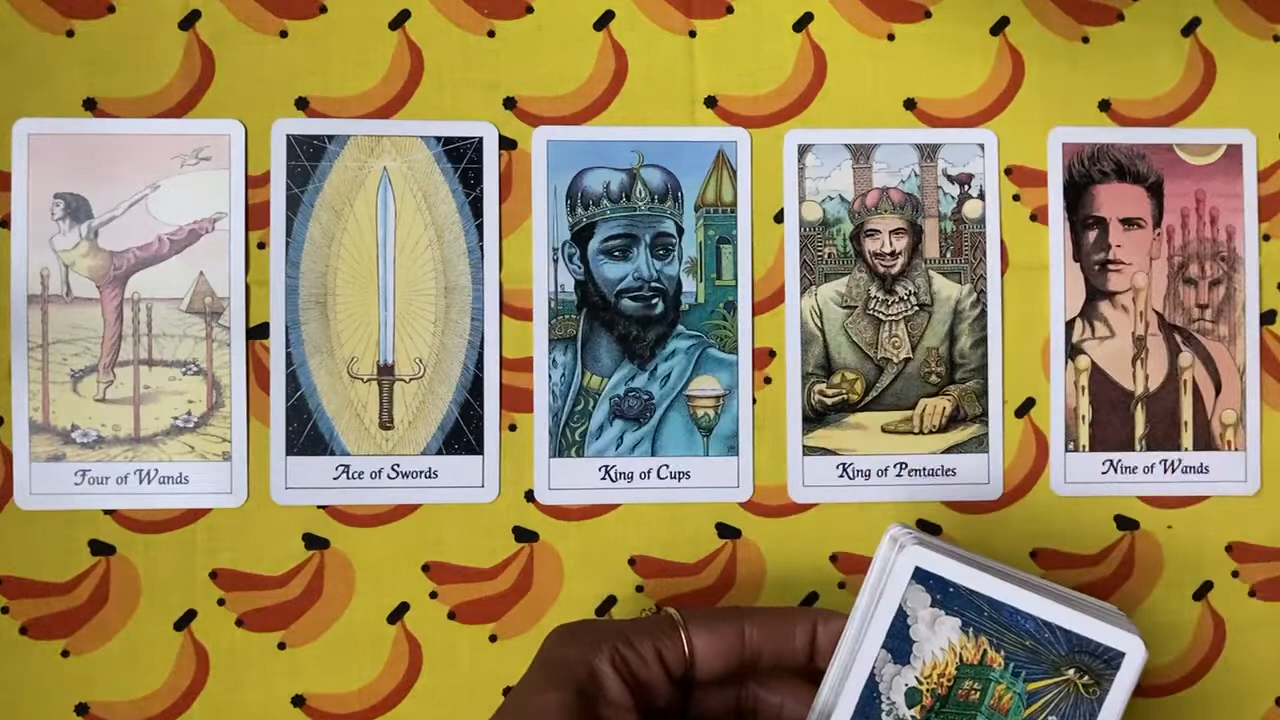 Four of Wands
Ace of Swords
King of Cups
King of Pentacles
Nine of Wands